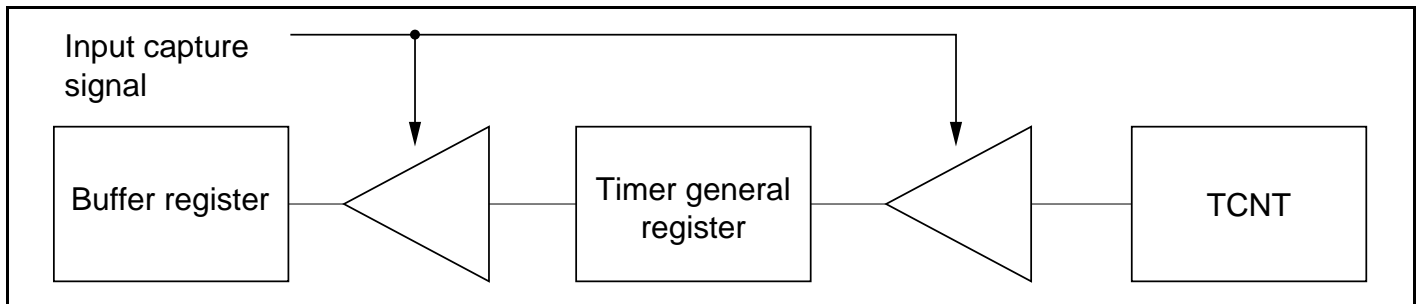 Input capture
signal
Buffer register
Timer general
register
TCNT